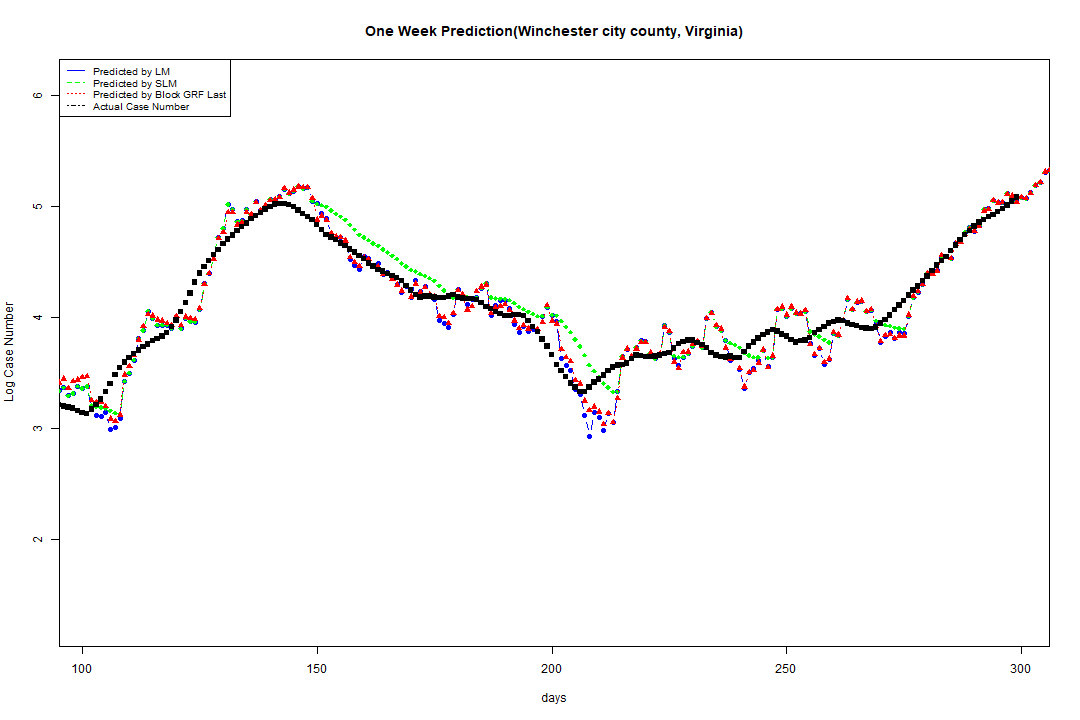 One Week Prediction(Winchester city county, Virginia)
Predicted by LM
Predicted by SLM
Predicted by Block GRF Last
Actual Case Number
6
5
4
3
2
Log Case Number
100 150 200 250 300
days